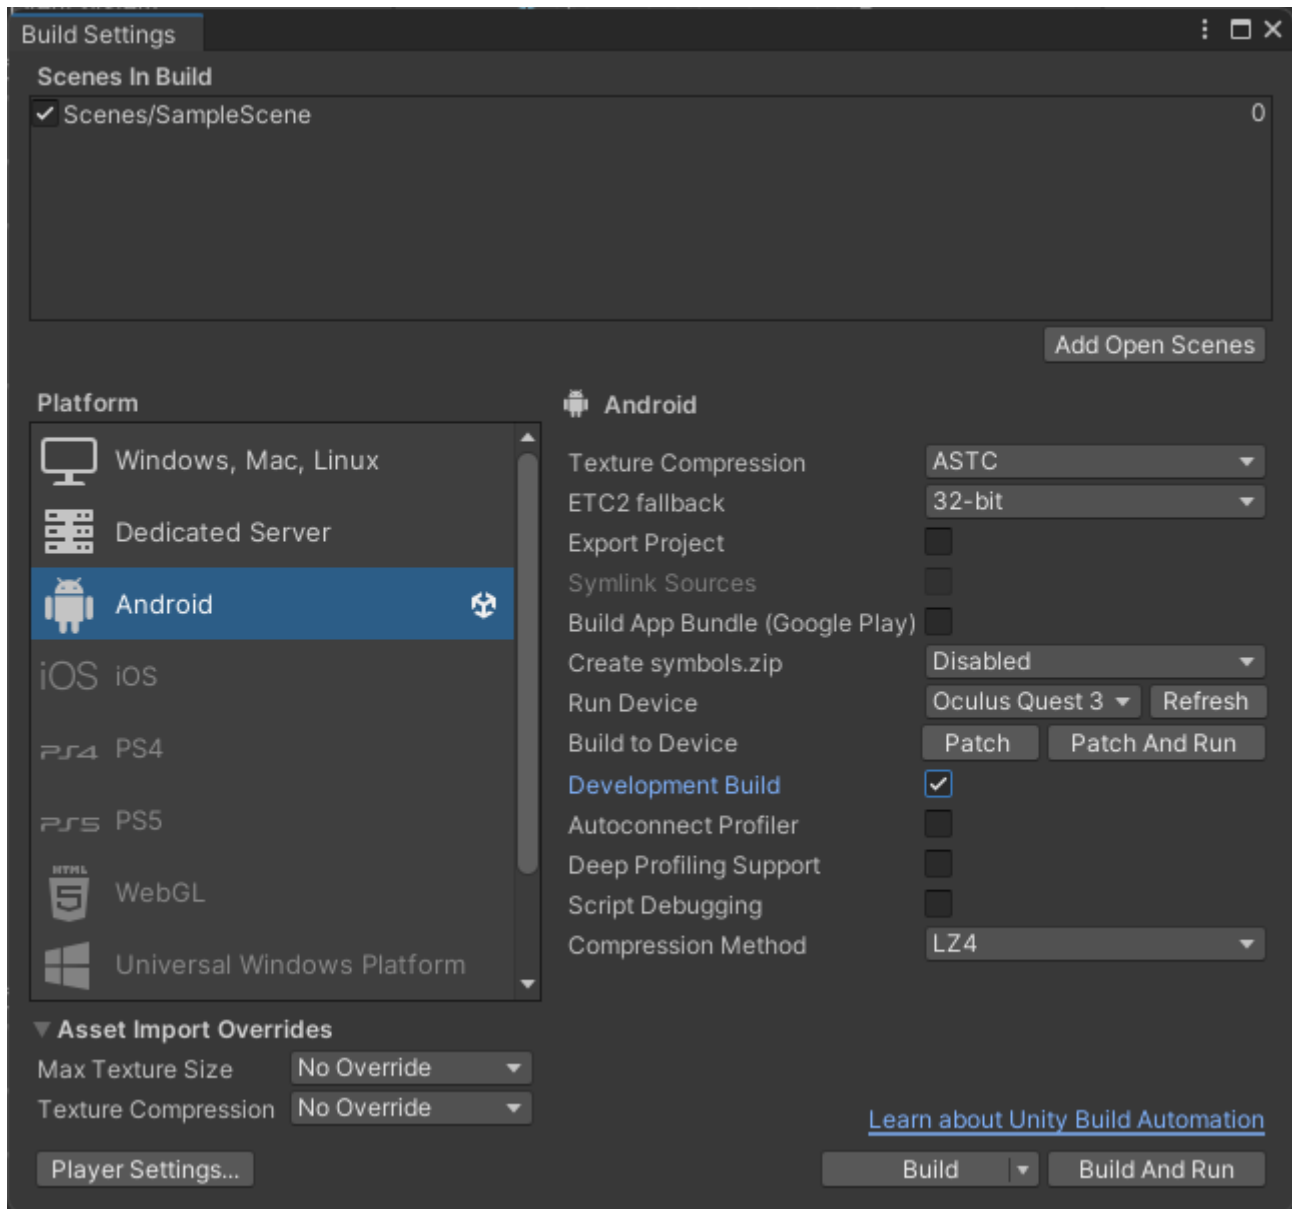 Build Settings
Scenes In Build
Scenes/SampleScene 0
Add Open Scenes
Platform
Windows, Mac, Linux
Dedicated Server
Android
iOS iOS
PS4 PS4
PS5 PS5
HTML 5 WebGL
Universal Windows Platform
Android
Texture Compression ASTC
ETC2 fallback 32-bit
Export Project
Symlink Sources
Build App Bundle (Google Play)
Create symbols.zip Disabled
Run Device Oculus Quest 3 Refresh
Build to Device Patch Patch And Run
Development Build
Autoconnect Profiler
Deep Profiling Support
Script Debugging
Compression Method LZ4
Asset Import Overrides
Max Texture Size No Override
Texture Compression No Override
Learn about Unity Build Automation
Player Settings... Build Build And Run